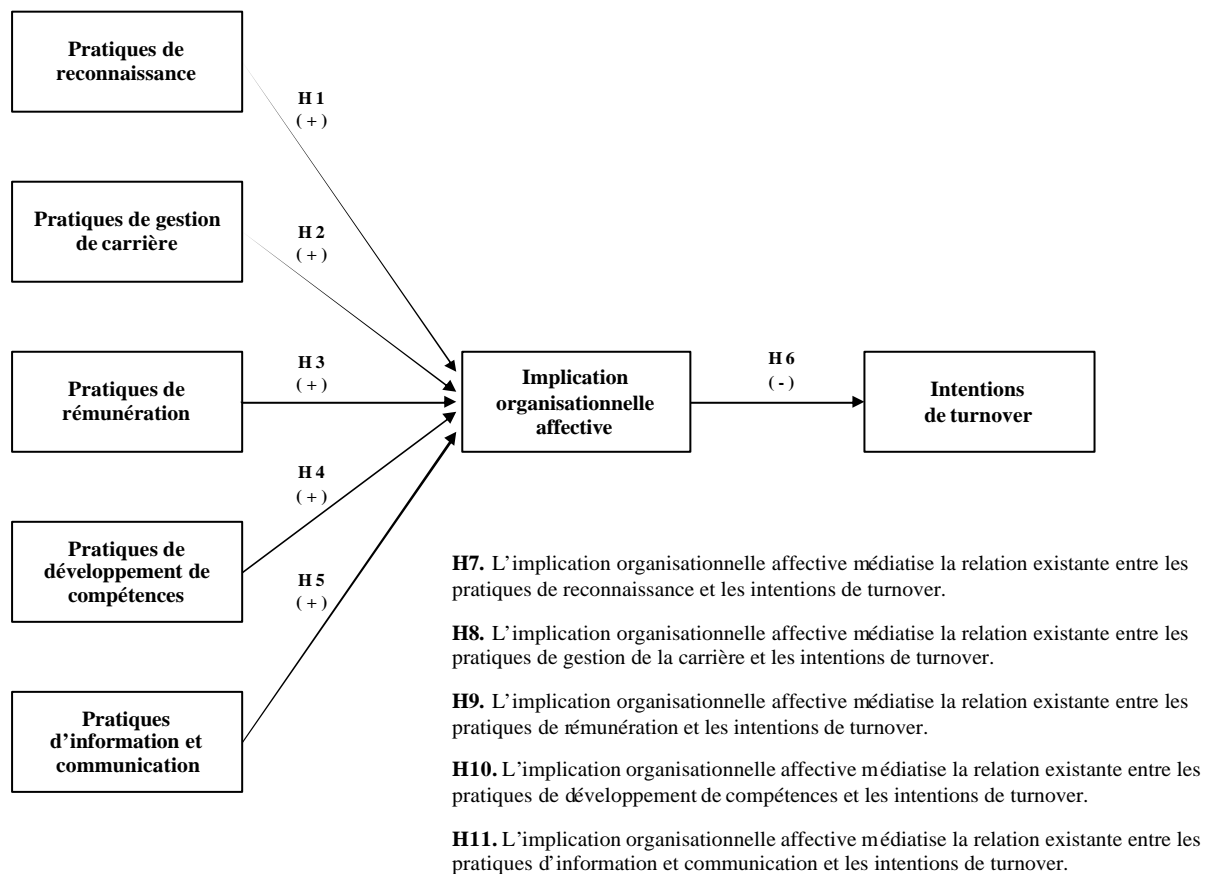 Pratiques de
reconnaissance
H 1
( + )
Pratiques de gestion
de carrière
H 2
( + )
Pratiques de
rémunération
H 3
( + )
Implication
organisationnelle
affective
H 6
( - )
Intentions
de turnover
Pratiques de
développement de
compétences
H 4
( + )
Pratiques
d’information et
communication
H 5
( + )
H7. L’implication organisationnelle affective médiatise la relation existante entre les
pratiques de reconnaissance et les intentions de turnover.
H8. L’implication organisationnelle affective médiatise la relation existante entre les
pratiques de gestion de la carrière et les intentions de turnover.
H9. L’implication organisationnelle affective médiatise la relation existante entre les
pratiques de rémunération et les intentions de turnover.
H10. L’implication organisationnelle affective médiatise la relation existante entre les
pratiques de développement de compétences et les intentions de turnover.
H11. L’implication organisationnelle affective médiatise la relation existante entre les
pratiques d’information et communication et les intentions de turnover.